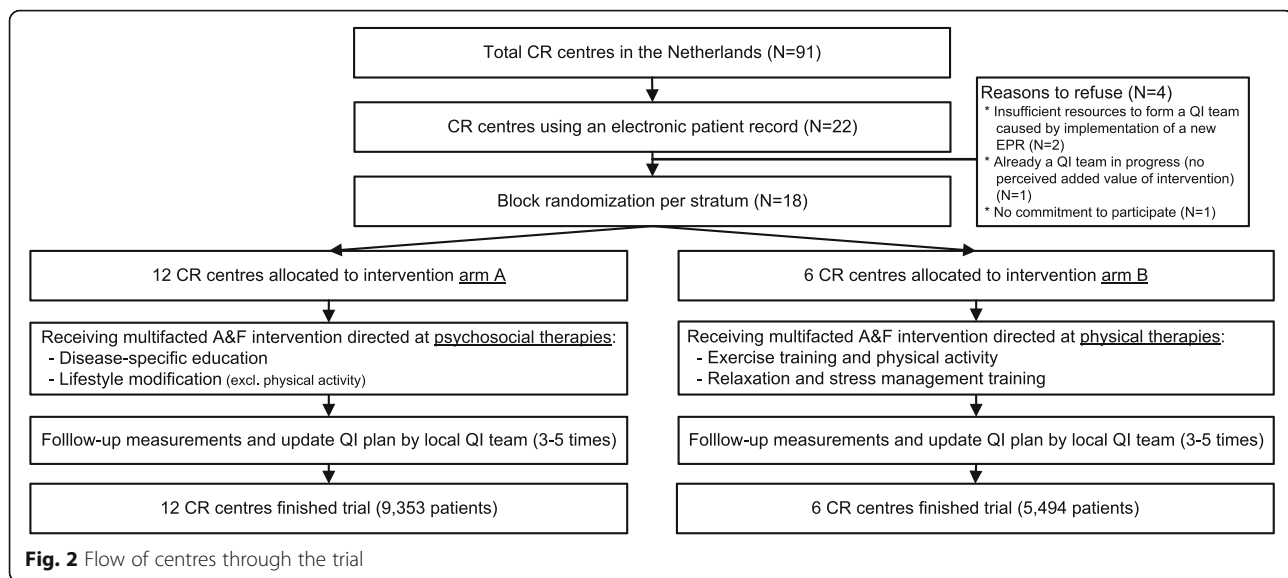 Total CR centres in the Netherlands (N=91)
CR centres using an electronic patient record (N=22)
Reasons to refuse (N=4)
* Insufficient resources to form a QI team
caused by implementation of a new
EPR (N=2)
* Already a QI team in progress (no
perceived added value of intervention)
(N=1)
* No commitment to participate (N=1)
Block randomization per stratum (N=18)
12 CR centres allocated to intervention arm A
6 CR centres allocated to intervention arm B
Receiving multifacted A&F intervention directed at psychosocial therapies:
- Disease-specific education
- Lifestyle modification (excl. physical activity)
Receiving multifacted A&F intervention directed at physical therapies:
- Exercise training and physical activity
- Relaxation and stress management training
Folllow-up measurements and update QI plan by local QI team (3-5 times)
Folllow-up measurements and update QI plan by local QI team (3-5 times)
12 CR centres finished trial (9,353 patients)
6 CR centres finished trial (5,494 patients)
Fig. 2 Flow of centres through the trial